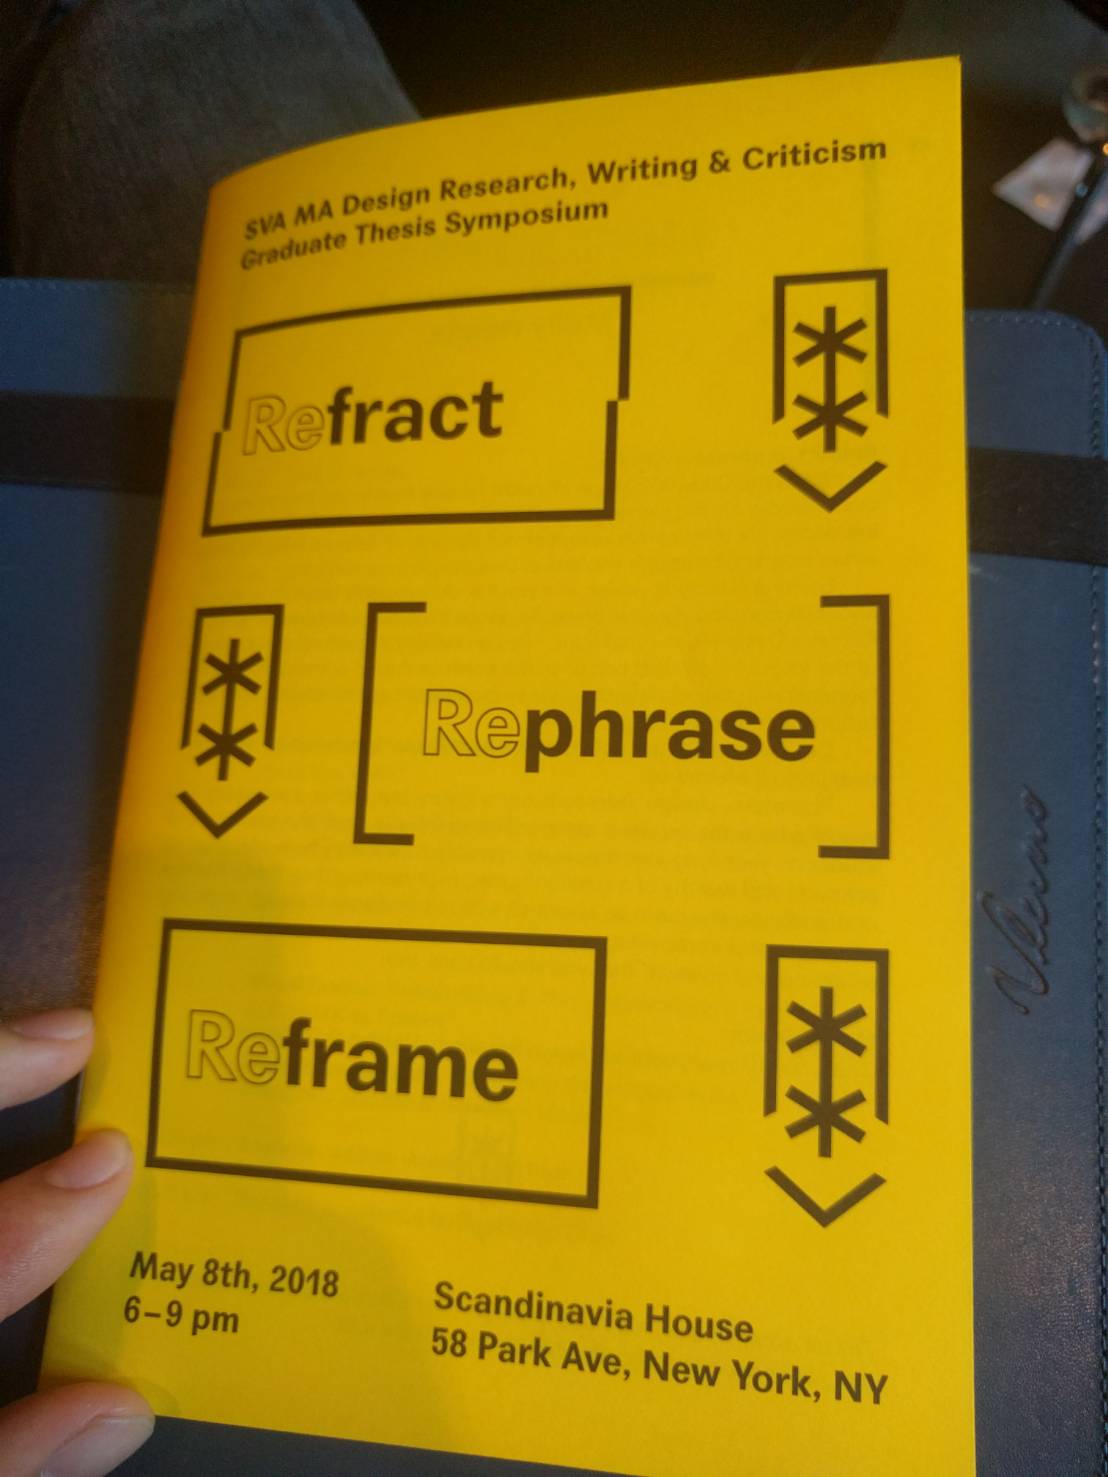 SVA MA Design Research, Writing & Criticism
Graduate Thesis Symposium
Refract
Rephrase
Reframe
May 8th, 2018
6–9 pm
Scandinavia House
58 Park Ave, New York, NY